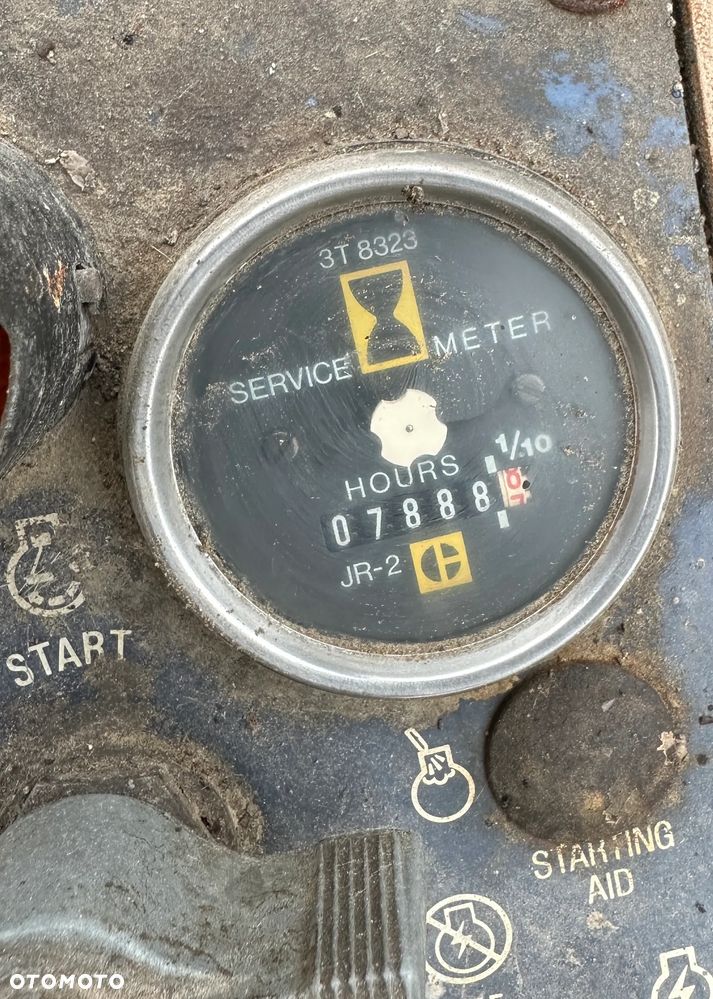 3T 8323
SERVICE METER
1/10
HOURS
07888
JR-2
START
STARTING
AID
OTOMOTO